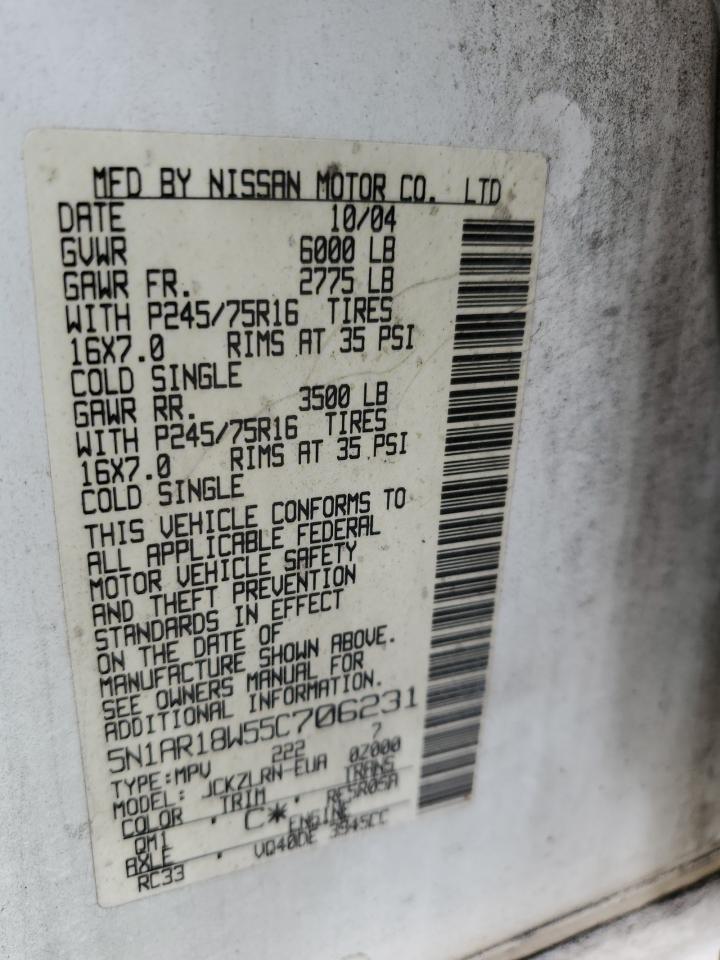 MFD BY NISSAN MOTOR CO. LTD
DATE 10/04
GVWR 6000 LB
GAWR FR. 2775 LB
WITH P245/75R16 TIRES
16X7.0 RIMS AT 35 PSI
COLD SINGLE
GAWR RR. 3500 LB
WITH P245/75R16 TIRES
16X7.0 RIMS AT 35 PSI
COLD SINGLE
THIS VEHICLE CONFORMS TO
ALL APPLICABLE FEDERAL
MOTOR VEHICLE SAFETY
AND THEFT PREVENTION
STANDARDS IN EFFECT
ON THE DATE OF
MANUFACTURE SHOWN ABOVE.
SEE OWNERS MANUAL FOR
ADDITIONAL INFORMATION.
5N1AR18W55C706231
TYPE:MPV 222 7
MODEL: JCKZLRN-EUA 0Z000
COLOR TRIM TRANS
QM1 C* RE5R05A
AXLE ENGINE
RC33 VQ40DE 3945CC